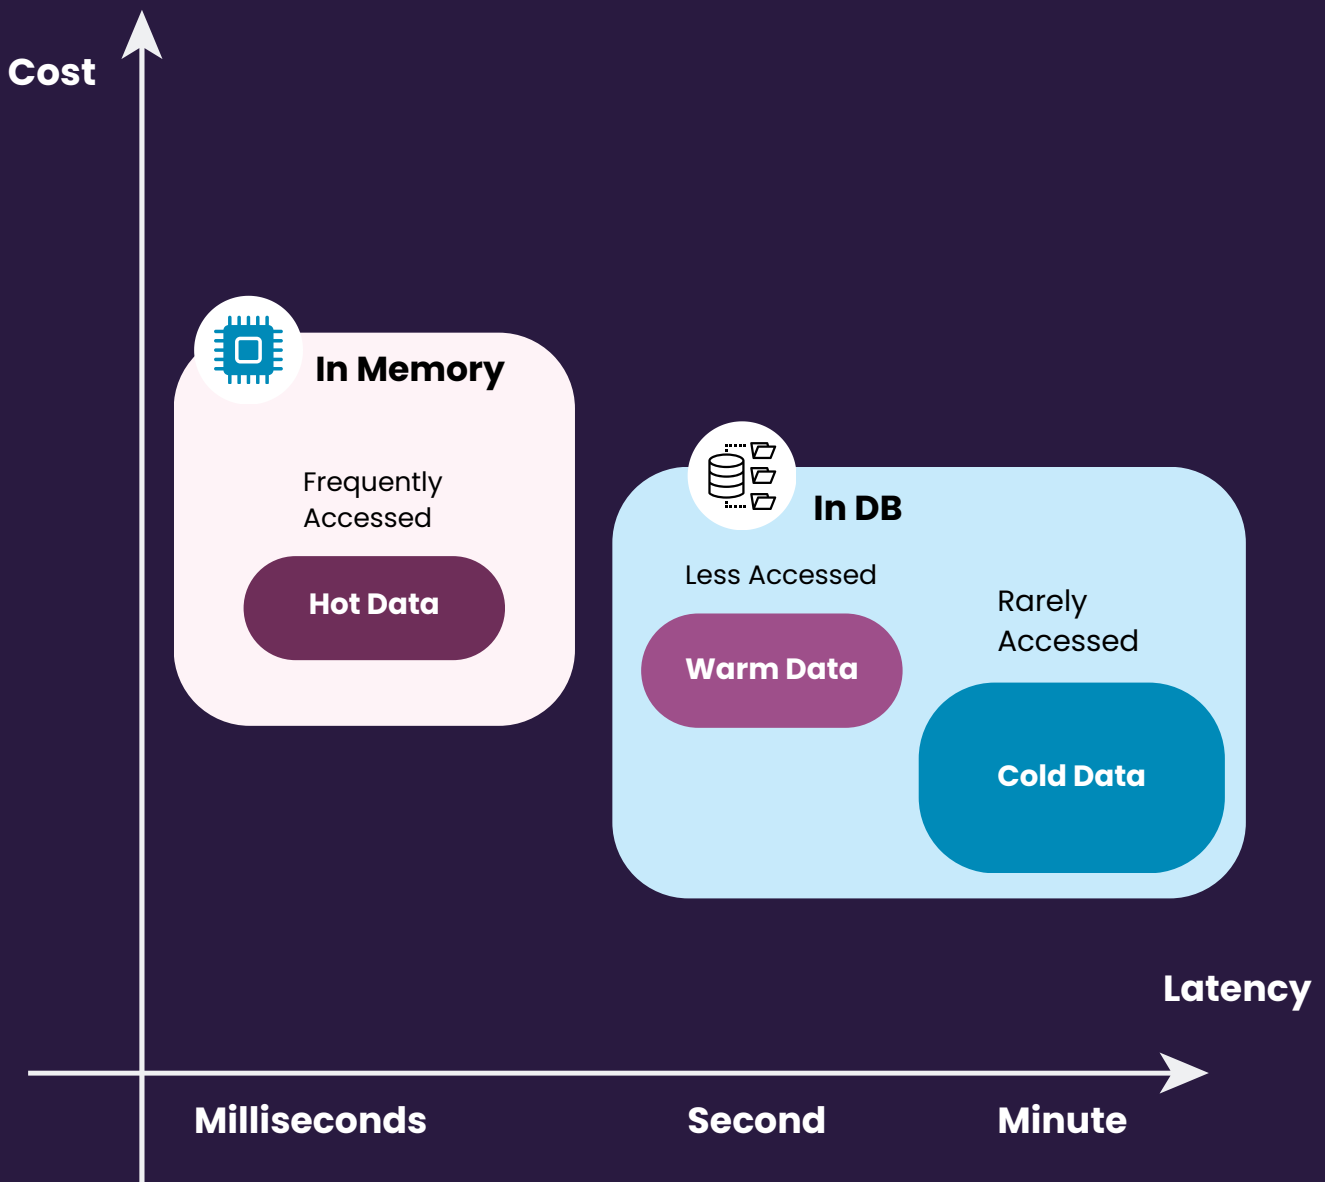 Cost
In Memory
Frequently
Accessed
Hot Data
In DB
Less Accessed
Warm Data
Rarely
Accessed
Cold Data
Latency
Milliseconds
Second
Minute